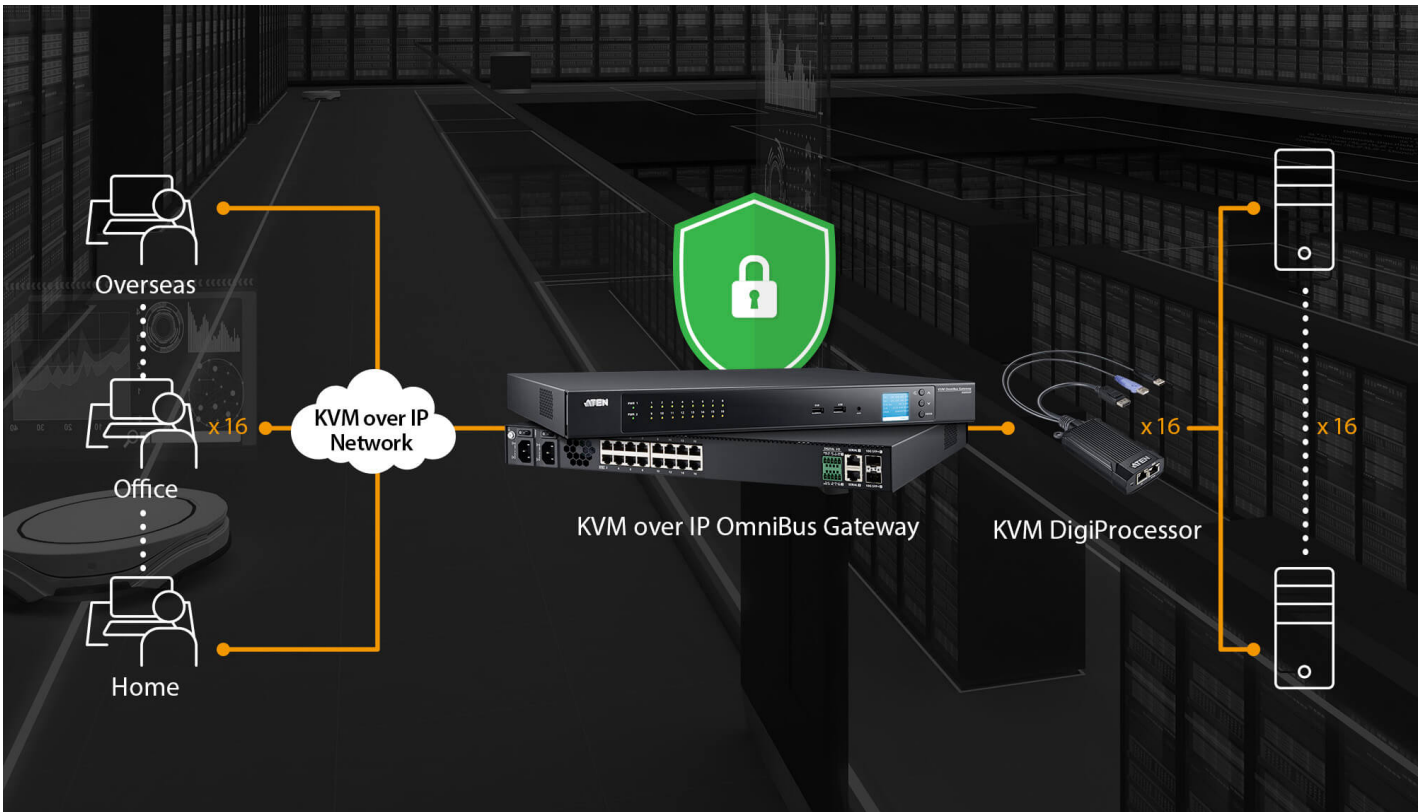 Overseas
x 16
Office
Home
KVM over IP
Network
ATEN
KVM over IP OmniBus Gateway
ATEN
x 16
KVM DigiProcessor
x 16